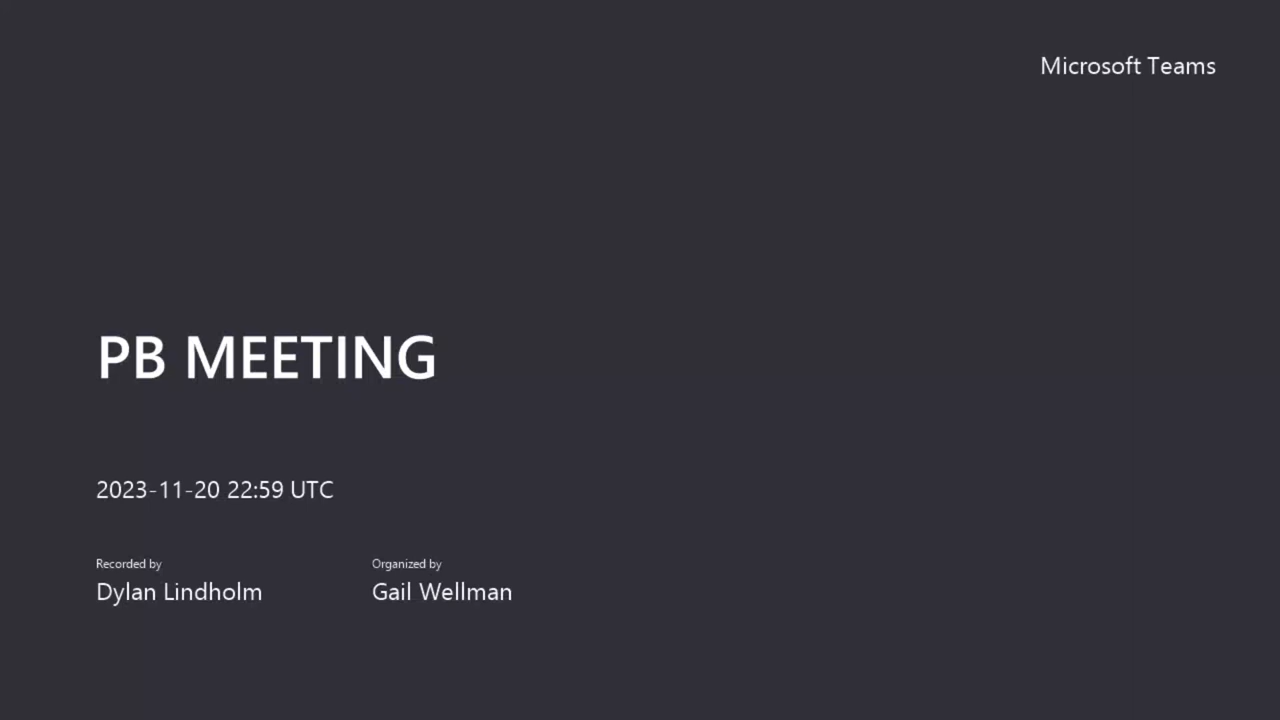 Microsoft Teams
PB MEETING
2023-11-20 22:59 UTC
Recorded by
Dylan Lindholm
Organized by
Gail Wellman